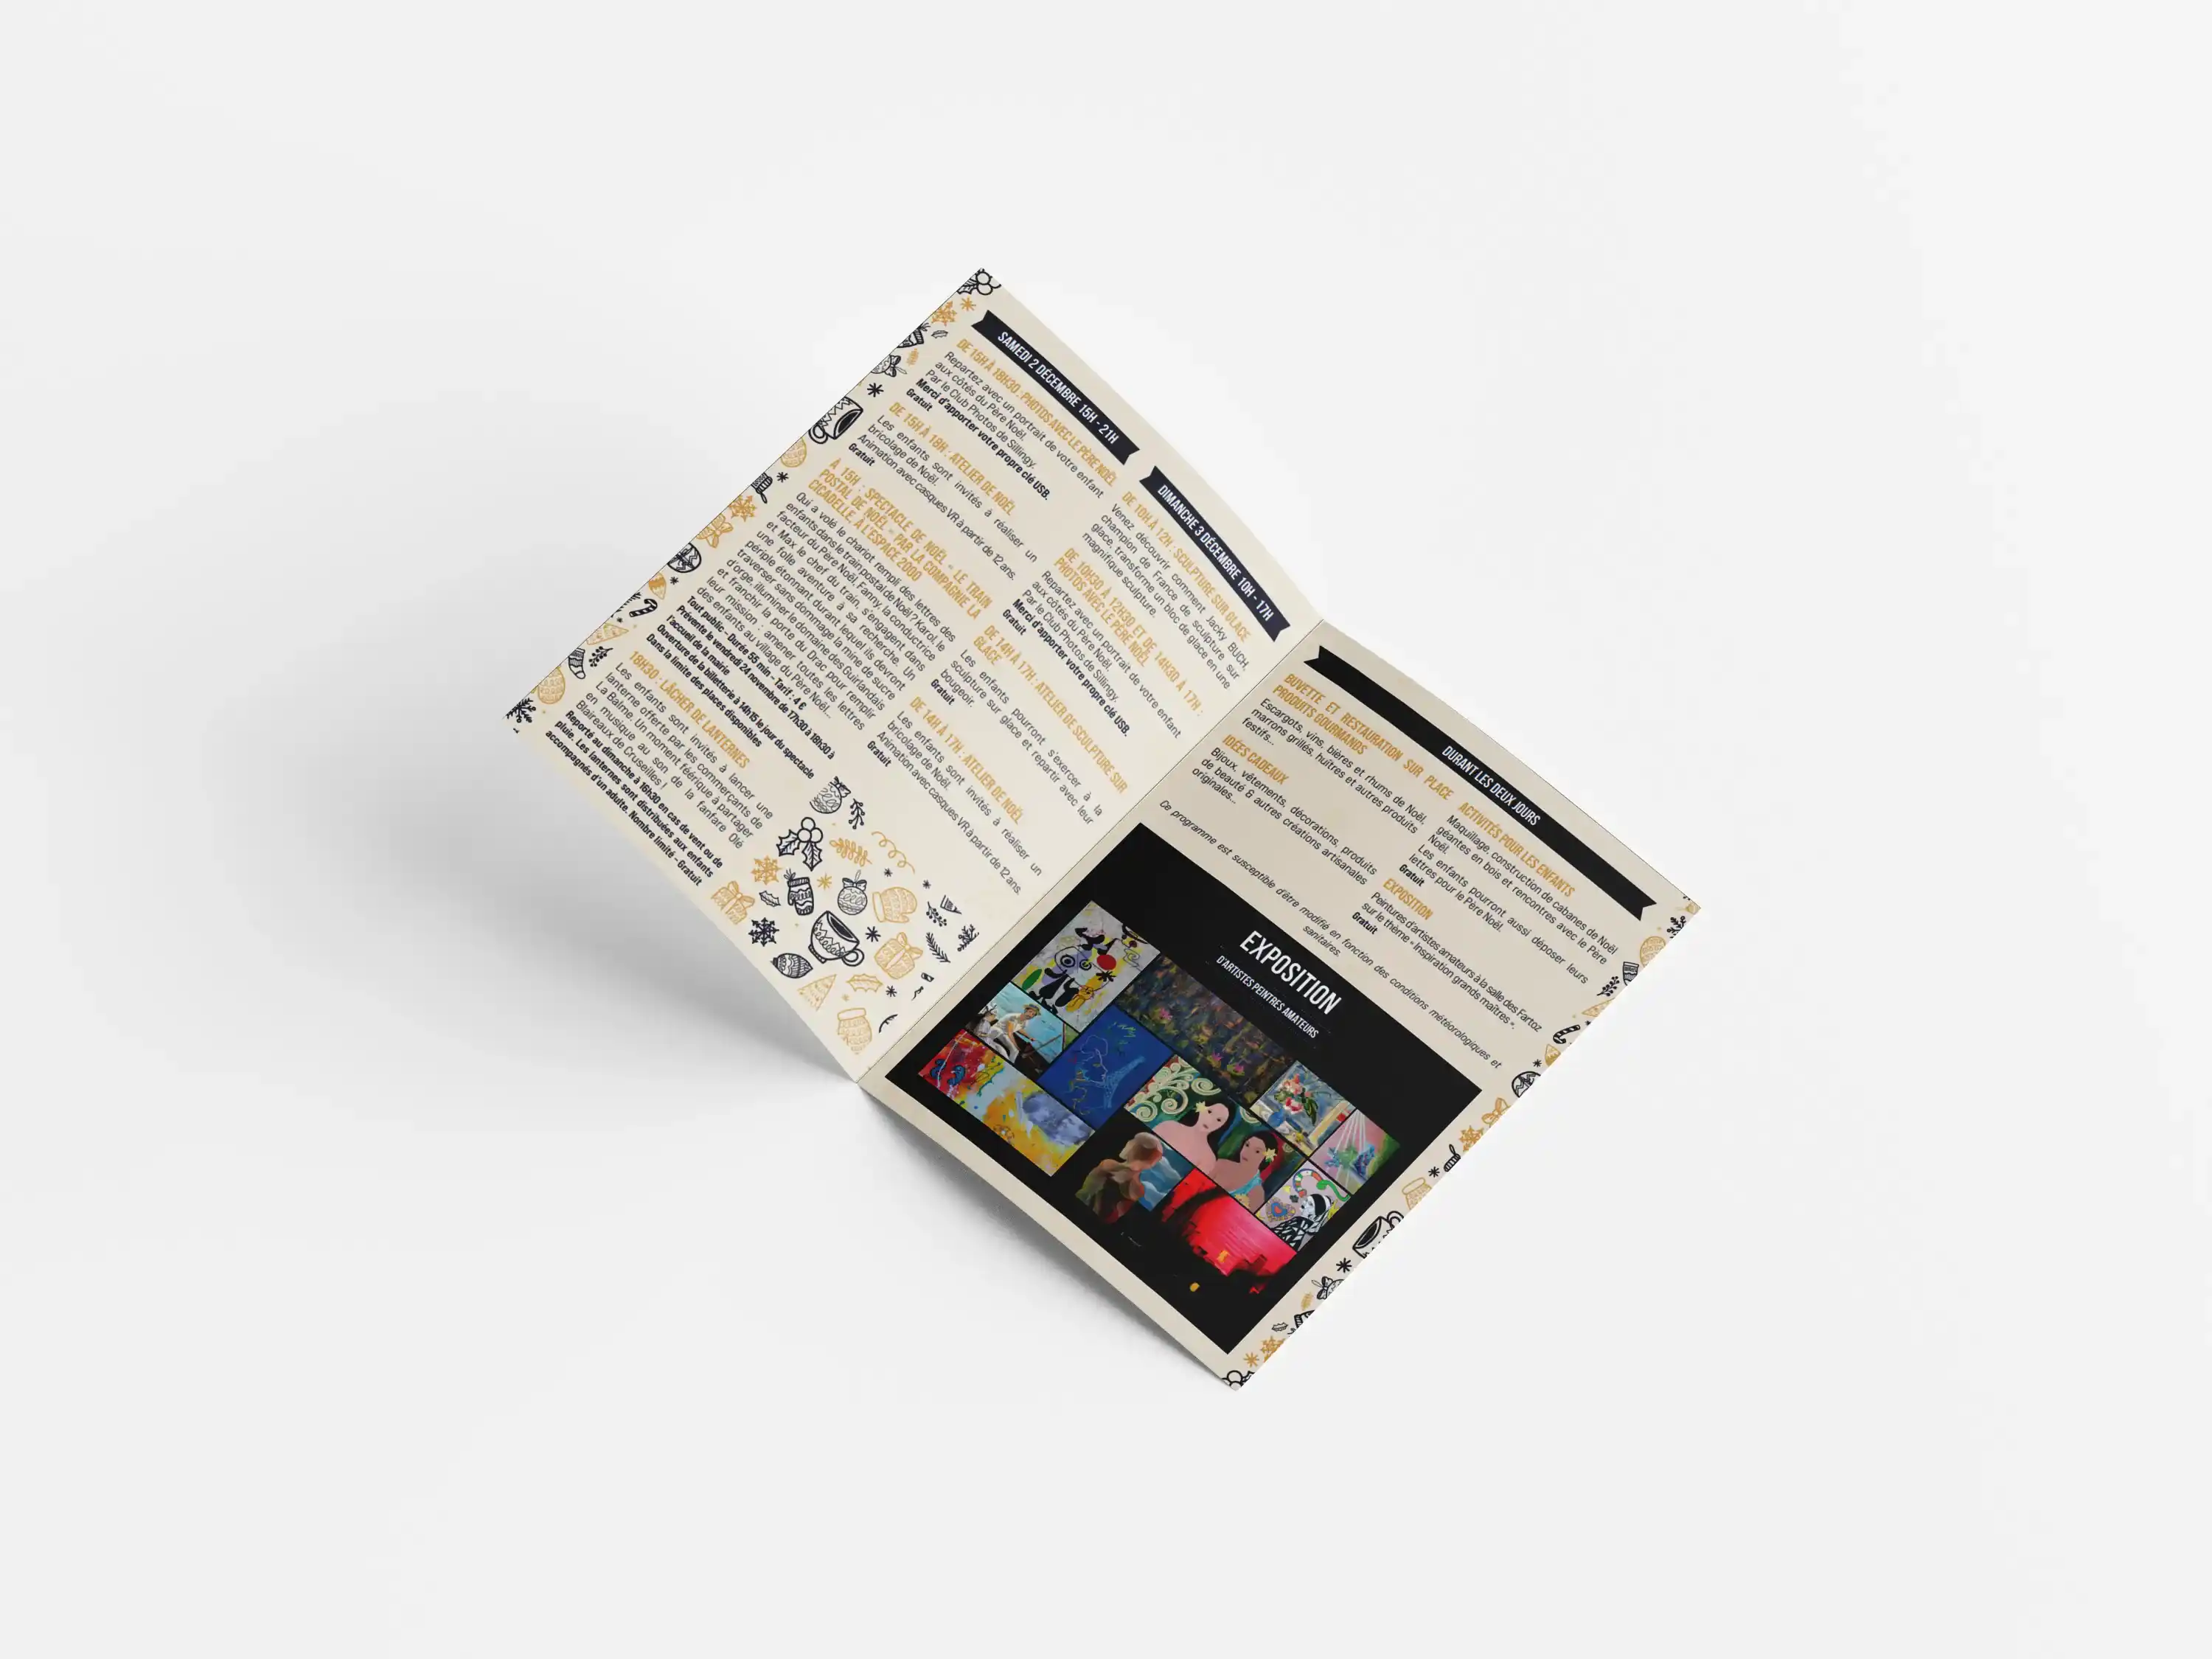 SAMEDI 2 DÉCEMBRE 15H - 21H
DE 15H À 18H30 : PHOTOS AVEC LE PÈRE NOËL
Repartez avec un portrait de votre enfant
aux côtés du Père Noël.
Par le Club Photos de Sillingy.
Merci d'apporter votre propre clé USB.
Gratuit
DE 15H À 18H : ATELIER DE NOËL
Les enfants sont invités à réaliser un
bricolage de Noël.
Animation avec casques VR à partir de 12 ans.
Gratuit
À 15H : SPECTACLE DE NOËL « LE TRAIN
POSTAL DE NOËL » PAR LA COMPAGNIE LA
CICADELLE, À L'ESPACE 2000
Qui a volé le chariot rempli des lettres des
enfants dans le train postal de Noël ? Karol, le
facteur du Père Noël, Fanny, la conductrice
et Max le chef du train, s'engagent dans
une folle aventure à sa recherche. Un
périple étonnant durant lequel ils devront
traverser sans dommage la mine de sucre
d'orge, illuminer le domaine des Guirlandais
et franchir la porte du Drac pour remplir
leur mission : amener toutes les lettres
des enfants au village du Père Noël...
Tout public - Durée 55 min - Tarif : 4 €
Prévente le vendredi 24 novembre de 17h30 à 18h30 à
l'accueil de la mairie
Ouverture de la billetterie à 14h15 le jour du spectacle
Dans la limite des places disponibles
18H30 : LÂCHER DE LANTERNES
Les enfants sont invités à lancer une
lanterne offerte par les commerçants de
La Balme. Un moment féérique à partager
en musique au son de la fanfare Olé
Blaireaux de Cruseilles !
Reporté au dimanche à 16h30 en cas de vent ou de
pluie. Les lanternes sont distribuées aux enfants
accompagnés d'un adulte. Nombre limité - Gratuit
DIMANCHE 3 DÉCEMBRE 10H - 17H
DE 10H À 12H : SCULPTURE SUR GLACE
Venez découvrir comment Jacky BUCH,
champion de France de sculpture sur
glace, transforme un bloc de glace en une
magnifique sculpture.
DE 10H30 À 12H30 ET DE 14H30 À 17H :
PHOTOS AVEC LE PÈRE NOËL
Repartez avec un portrait de votre enfant
aux côtés du Père Noël.
Par le Club Photos de Sillingy.
Merci d'apporter votre propre clé USB.
Gratuit
DE 14H À 17H : ATELIER DE SCULPTURE SUR
GLACE
Les enfants pourront s'exercer à la
sculpture sur glace et repartir avec leur
bougeoir.
Gratuit
DE 14H À 17H : ATELIER DE NOËL
Les enfants sont invités à réaliser un
bricolage de Noël.
Animation avec casques VR à partir de 12 ans.
Gratuit
DURANT LES DEUX JOURS
BUVETTE ET RESTAURATION SUR PLACE
PRODUITS GOURMANDS
Escargots, vins, bières et rhums de Noël,
marrons grillés, huîtres et autres produits
festifs...
IDÉES CADEAUX
Bijoux, vêtements, décorations, produits
de beauté & autres créations artisanales
originales...
ACTIVITÉS POUR LES ENFANTS
Maquillage, construction de cabanes de Noël
géantes en bois et rencontres avec le Père
Noël.
Les enfants pourront aussi déposer leurs
lettres pour le Père Noël.
Gratuit
EXPOSITION
Peintures d'artistes amateurs à la salle des Fartoz
sur le thème « Inspiration grands maîtres ».
Gratuit
Ce programme est susceptible d'être modifié en fonction des conditions météorologiques et
sanitaires.
EXPOSITION
D'ARTISTES PEINTRES AMATEURS